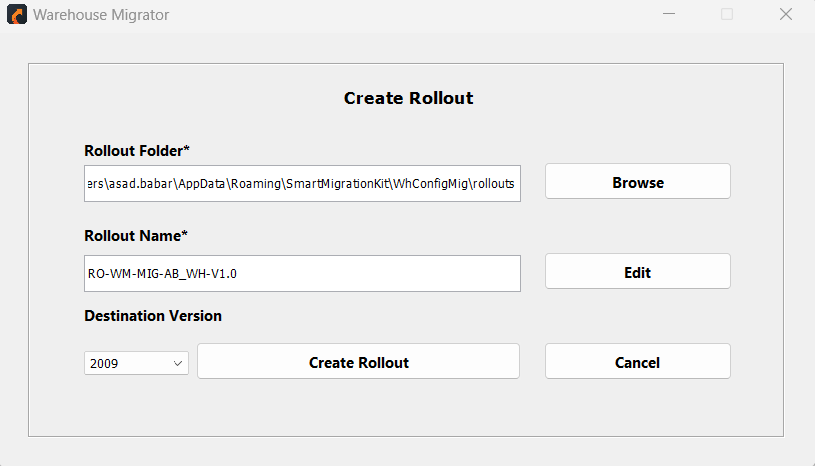 Warehouse Migrator
Create Rollout
Rollout Folder*
ers\asad.babar\AppData\Roaming\SmartMigrationKit\WhConfigMig\rollouts
Browse
Rollout Name*
RO-WM-MIG-AB_WH-V1.0
Edit
Destination Version
2009
Create Rollout
Cancel